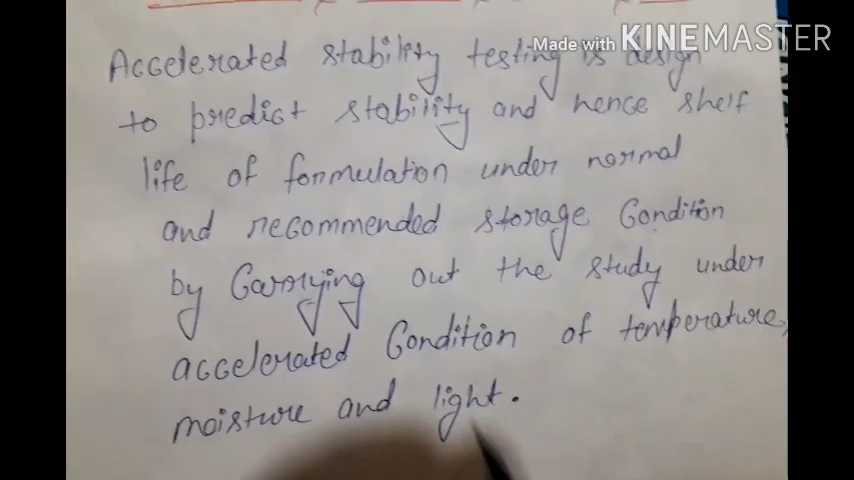 Made with KINEMASTER
Accelerated stability testing is design
to predict stability and hence shelf
life of formulation under normal
and recommended storage Condition
by Carrying out the study under
accelerated Condition of temperature,
moisture and light.